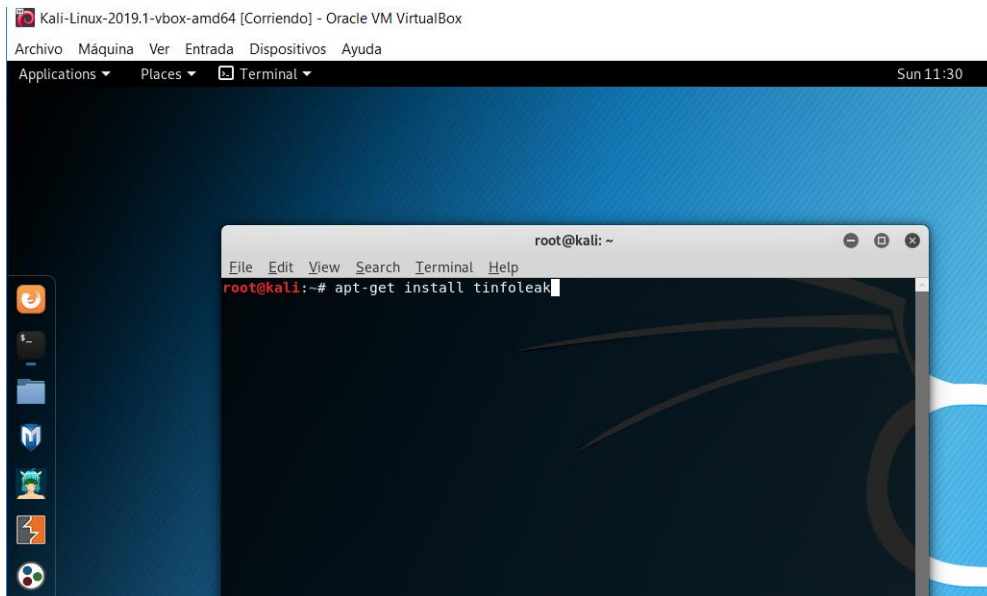 Kali-Linux-2019.1-vbox-amd64 [Corriendo] - Oracle VM VirtualBox
Archivo Máquina Ver Entrada Dispositivos Ayuda
Applications Places Terminal Sun 11:30
root@kali: ~
File Edit View Search Terminal Help
root@kali:~# apt-get install tinfoleak